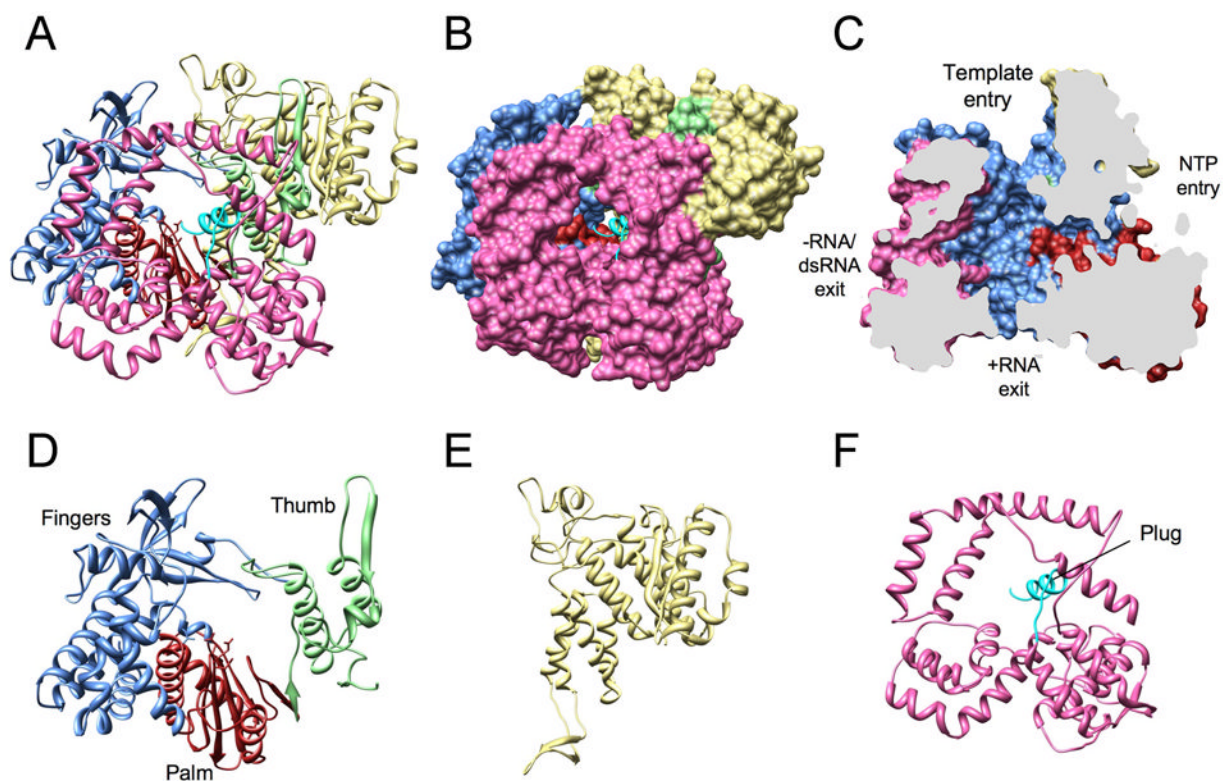 A
B
C
Template
entry
NTP
entry
-RNA/
dsRNA
exit
+RNA
exit
D
Fingers
Thumb
Palm
E
F
Plug